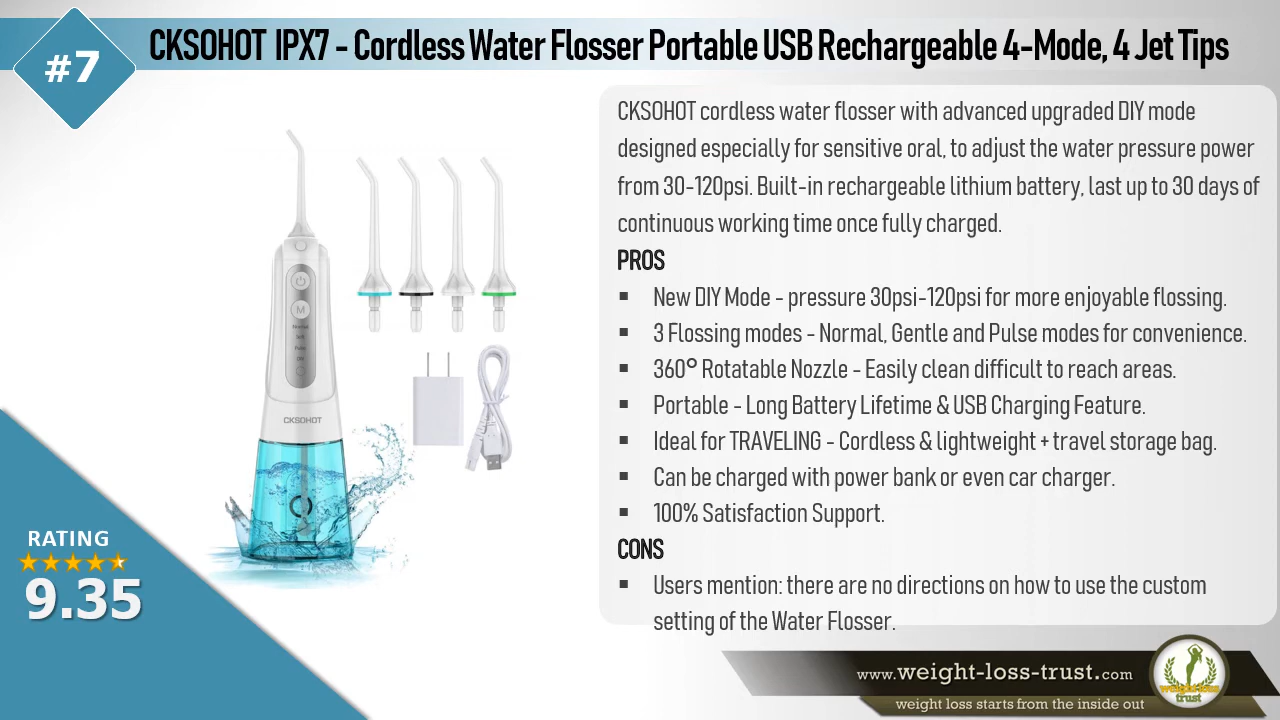 #7
CKSOHOT IPX7 - Cordless Water Flosser Portable USB Rechargeable 4-Mode, 4 Jet Tips
CKSOHOT cordless water flosser with advanced upgraded DIY mode
designed especially for sensitive oral, to adjust the water pressure power
from 30-120psi. Built-in rechargeable lithium battery, last up to 30 days of
continuous working time once fully charged.
PROS
▪ New DIY Mode - pressure 30psi-120psi for more enjoyable flossing.
▪ 3 Flossing modes - Normal, Gentle and Pulse modes for convenience.
▪ 360° Rotatable Nozzle - Easily clean difficult to reach areas.
▪ Portable - Long Battery Lifetime & USB Charging Feature.
▪ Ideal for TRAVELING - Cordless & lightweight + travel storage bag.
▪ Can be charged with power bank or even car charger.
▪ 100% Satisfaction Support.
CONS
▪ Users mention: there are no directions on how to use the custom
setting of the Water Flosser.
M
CKSOHOT
RATING
9.35
www.weight-loss-trust.com
weight loss starts from the inside out
weight loss
trust